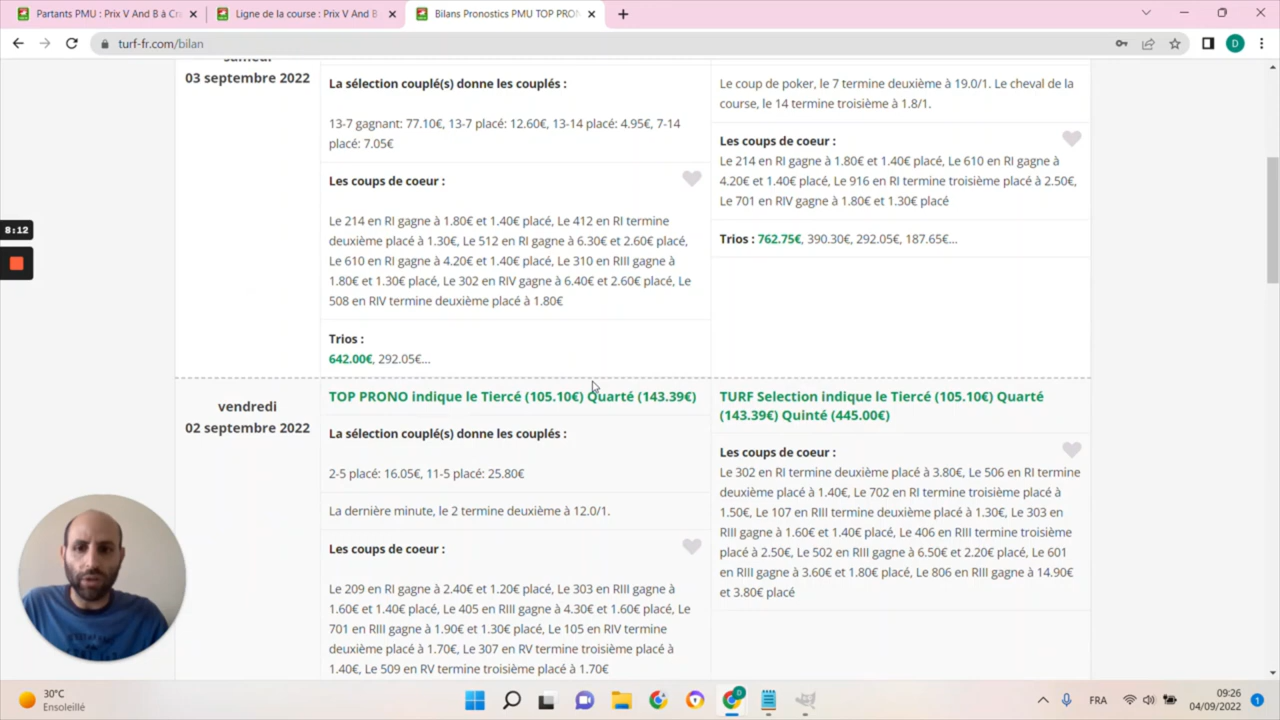 Partants PMU : Prix V And B à Cr
Ligne de la course : Prix V And B
Bilans Pronostics PMU TOP PRON
turf-fr.com/bilan
samedi
03 septembre 2022
La sélection couplé(s) donne les couplés :
13-7 gagnant: 77.10€, 13-7 placé: 12.60€, 13-14 placé: 4.95€, 7-14
placé: 7.05€
Les coups de coeur :
Le 214 en RI gagne à 1.80€ et 1.40€ placé, Le 412 en RI termine
deuxième placé à 1.30€, Le 512 en RI gagne à 6.30€ et 2.60€ placé,
Le 610 en RI gagne à 4.20€ et 1.40€ placé, Le 310 en RIII gagne à
1.80€ et 1.30€ placé, Le 302 en RIV gagne à 6.40€ et 2.60€ placé, Le
508 en RIV termine deuxième placé à 1.80€
Trios :
642.00€, 292.05€...
Le coup de poker, le 7 termine deuxième à 19.0/1. Le cheval de la
course, le 14 termine troisième à 1.8/1.
Les coups de coeur :
Le 214 en RI gagne à 1.80€ et 1.40€ placé, Le 610 en RI gagne à
4.20€ et 1.40€ placé, Le 916 en RI termine troisième placé à 2.50€,
Le 701 en RIV gagne à 1.80€ et 1.30€ placé
Trios : 762.75€, 390.30€, 292.05€, 187.65€...
8:12
vendredi
02 septembre 2022
TOP PRONO indique le Tiercé (105.10€) Quarté (143.39€)
La sélection couplé(s) donne les couplés :
2-5 placé: 16.05€, 11-5 placé: 25.80€
La dernière minute, le 2 termine deuxième à 12.0/1.
Les coups de coeur :
Le 209 en RI gagne à 2.40€ et 1.20€ placé, Le 303 en RIII gagne à
1.60€ et 1.40€ placé, Le 405 en RIII gagne à 4.30€ et 1.60€ placé, Le
701 en RIII gagne à 1.90€ et 1.30€ placé, Le 105 en RIV termine
deuxième placé à 1.70€, Le 307 en RV termine troisième placé à
1.40€, Le 509 en RV termine troisième placé à 1.70€
TURF Selection indique le Tiercé (105.10€) Quarté
(143.39€) Quinté (445.00€)
Les coups de coeur :
Le 302 en RI termine deuxième placé à 3.80€, Le 506 en RI termine
deuxième placé à 1.40€, Le 702 en RI termine troisième placé à
1.50€, Le 107 en RIII termine deuxième placé à 1.30€, Le 303 en
RIII gagne à 1.60€ et 1.40€ placé, Le 406 en RIII termine troisième
placé à 2.50€, Le 502 en RIII gagne à 6.50€ et 2.20€ placé, Le 601
en RIII gagne à 3.60€ et 1.80€ placé, Le 806 en RIII gagne à 14.90€
et 3.80€ placé
30°C
Ensoleillé
FRA
09:26
04/09/2022